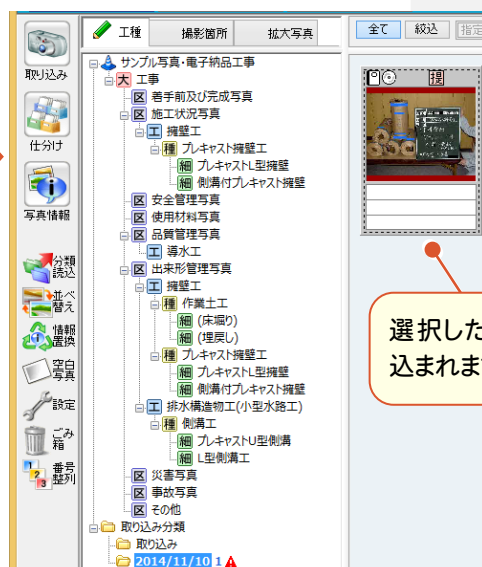 工種 撮影箇所 拡大写真
全て 絞込 指定
取り込み
仕分け
写真情報
分類読込
並べ替え
情報置換
空白写真
設定
ごみ箱
番号整列
サンプル写真・電子納品工事
大 工事
区 着手前及び完成写真
区 施工状況写真
工 擁壁工
種 プレキャスト擁壁工
細 プレキャストL型擁壁
細 側溝付プレキャスト擁壁
区 安全管理写真
区 使用材料写真
区 品質管理写真
工 導水工
区 出来形管理写真
工 擁壁工
種 作業土工
細 (床堀り)
細 (埋戻し)
種 プレキャスト擁壁工
細 プレキャストL型擁壁
細 側溝付プレキャスト擁壁
工 排水構造物工(小型水路工)
種 側溝工
細 プレキャストU型側溝
細 L型側溝工
区 災害写真
区 事故写真
区 その他
取り込み分類
取り込み
2014/11/10 1
提
選択した
込まれま